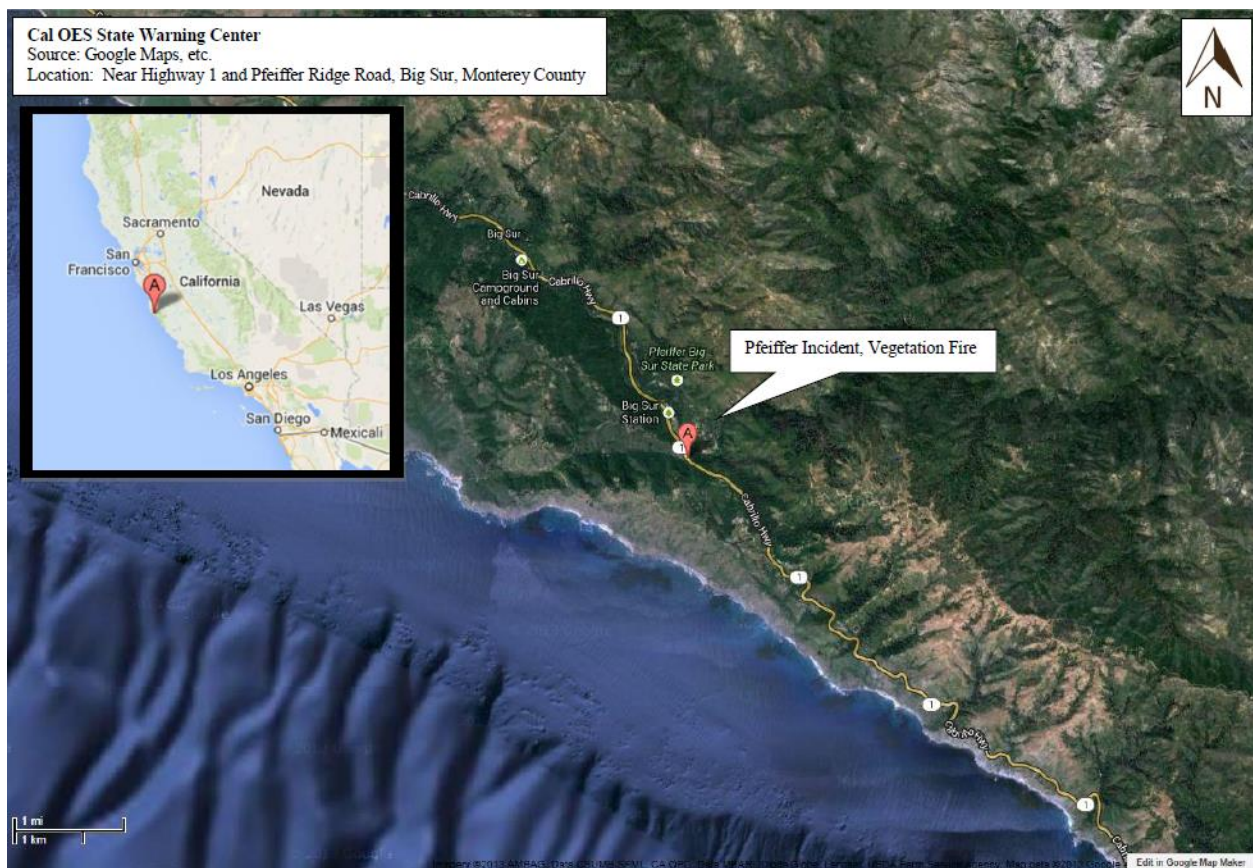 Cal OES State Warning Center
Source: Google Maps, etc.
Location: Near Highway 1 and Pfeiffer Ridge Road, Big Sur, Monterey County
N
Nevada
Sacramento
San
Francisco
California
A
Las Vegas
Los Angeles
San Diego
Mexicali
Cabrillo Hwy
Big Sur
Big Sur
Campground
and Cabins
Cabrillo Hwy
1
Pfeiffer Incident, Vegetation Fire
Pfeiffer Big
Sur State Park
Big Sur
Station
A
1
Cabrillo Hwy
1
1
Cabrillo Hwy
1
1 mi
1 km
Edit in Google Map Maker